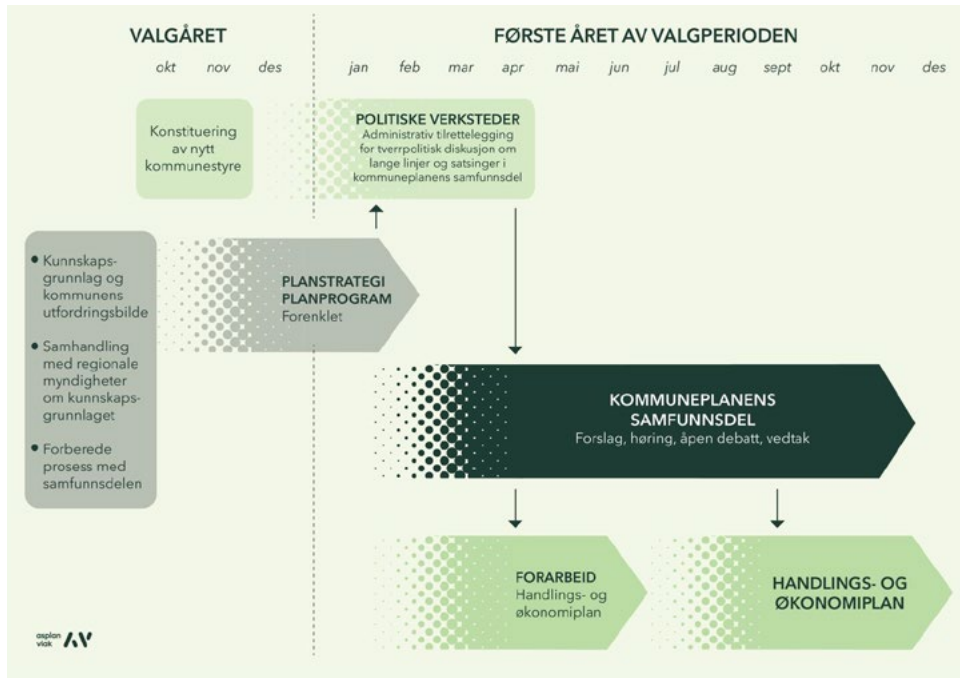 VALGÅRET
FØRSTE ÅRET AV VALGPERIODEN
okt nov des jan feb mar apr mai jun jul aug sept okt nov des
Konstituering
av nytt
kommunestyre
POLITISKE VERKSTEDER
Administrativ tilrettelegging
for tverrpolitisk diskusjon om
lange linjer og satsinger i
kommuneplanens samfunnsdel
• Kunnskaps-
grunnlag og
kommunens
utfordringsbilde
• Samhandling
med regionale
myndigheter
om kunnskaps-
grunnlaget
• Forberede
prosess med
samfunnsdelen
PLANSTRATEGI
PLANPROGRAM
Forenklet
KOMMUNEPLANENS
SAMFUNNSDEL
Forslag, høring, åpen debatt, vedtak
FORARBEID
Handlings- og
økonomiplan
HANDLINGS- OG
ØKONOMIPLAN
asplan
viak